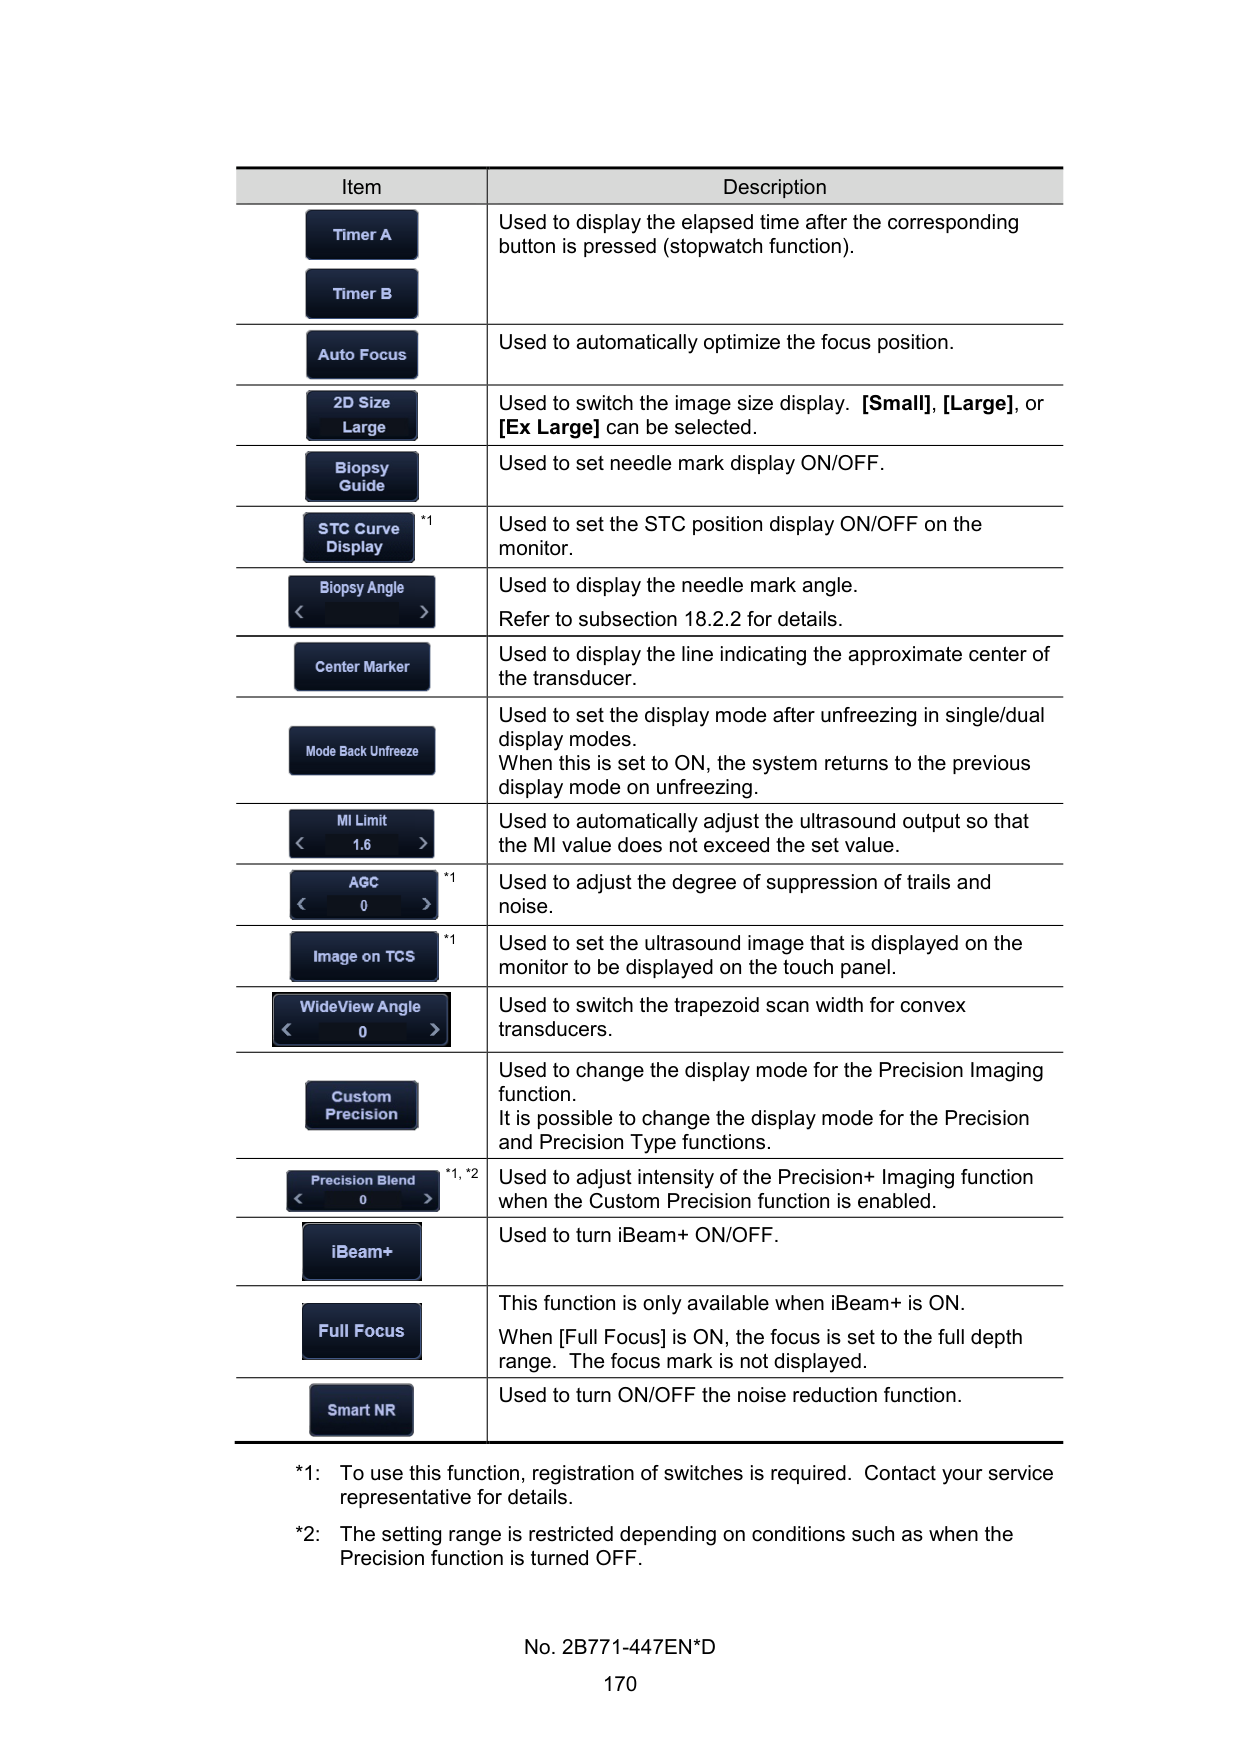 Item Description
Timer A
Timer B
Used to display the elapsed time after the corresponding
button is pressed (stopwatch function).
Auto Focus
Used to automatically optimize the focus position.
2D Size
Large
Used to switch the image size display.  [Small], [Large], or
[Ex Large] can be selected.
Biopsy
Guide
Used to set needle mark display ON/OFF.
STC Curve
Display
*1
Used to set the STC position display ON/OFF on the
monitor.
Biopsy Angle
< >
Used to display the needle mark angle.
Refer to subsection 18.2.2 for details.
Center Marker
Used to display the line indicating the approximate center of
the transducer.
Mode Back Unfreeze
Used to set the display mode after unfreezing in single/dual
display modes.
When this is set to ON, the system returns to the previous
display mode on unfreezing.
MI Limit
< 1.6 >
Used to automatically adjust the ultrasound output so that
the MI value does not exceed the set value.
AGC
< 0 >
*1
Used to adjust the degree of suppression of trails and
noise.
Image on TCS
*1
Used to set the ultrasound image that is displayed on the
monitor to be displayed on the touch panel.
WideView Angle
< 0 >
Used to switch the trapezoid scan width for convex
transducers.
Custom
Precision
Used to change the display mode for the Precision Imaging
function.
It is possible to change the display mode for the Precision
and Precision Type functions.
Precision Blend
< 0 >
*1, *2
Used to adjust intensity of the Precision+ Imaging function
when the Custom Precision function is enabled.
iBeam+
Used to turn iBeam+ ON/OFF.
Full Focus
This function is only available when iBeam+ is ON.
When [Full Focus] is ON, the focus is set to the full depth
range.  The focus mark is not displayed.
Smart NR
Used to turn ON/OFF the noise reduction function.
*1: To use this function, registration of switches is required.  Contact your service
representative for details.
*2: The setting range is restricted depending on conditions such as when the
Precision function is turned OFF.
No. 2B771-447EN*D
170